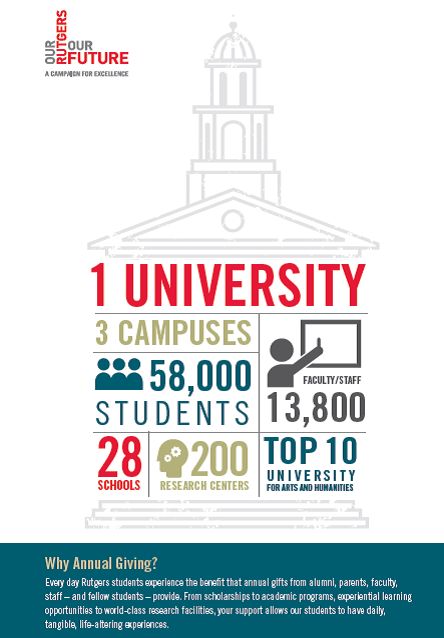 OUR
RUTGERS
OUR
FUTURE
A CAMPAIGN FOR EXCELLENCE
1 UNIVERSITY
3 CAMPUSES
58,000
STUDENTS
FACULTY/STAFF
13,800
28
SCHOOLS
200
RESEARCH CENTERS
TOP 10
UNIVERSITY
FOR ARTS AND HUMANITIES
Why Annual Giving?
Every day Rutgers students experience the benefit that annual gifts from alumni, parents, faculty,
staff – and fellow students – provide. From scholarships to academic programs, experiential learning
opportunities to world-class research facilities, your support allows our students to have daily,
tangible, life-altering experiences.